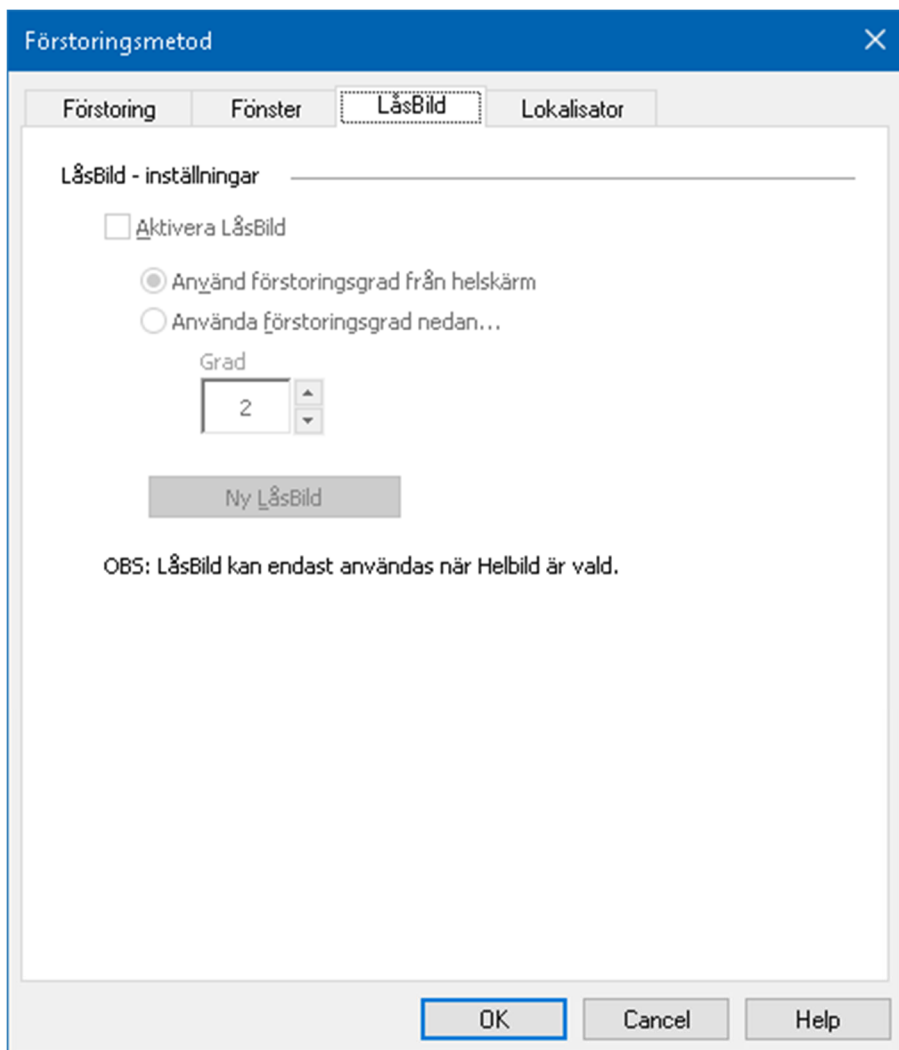 Förstoringsmetod
Förstoring Fönster LåsBild Lokalisator
LåsBild - inställningar
Aktivera LåsBild
Använd förstoringsgrad från helskärm
Använda förstoringsgrad nedan...
Grad
2
Ny LåsBild
OBS: LåsBild kan endast användas när Helbild är vald.
OK Cancel Help